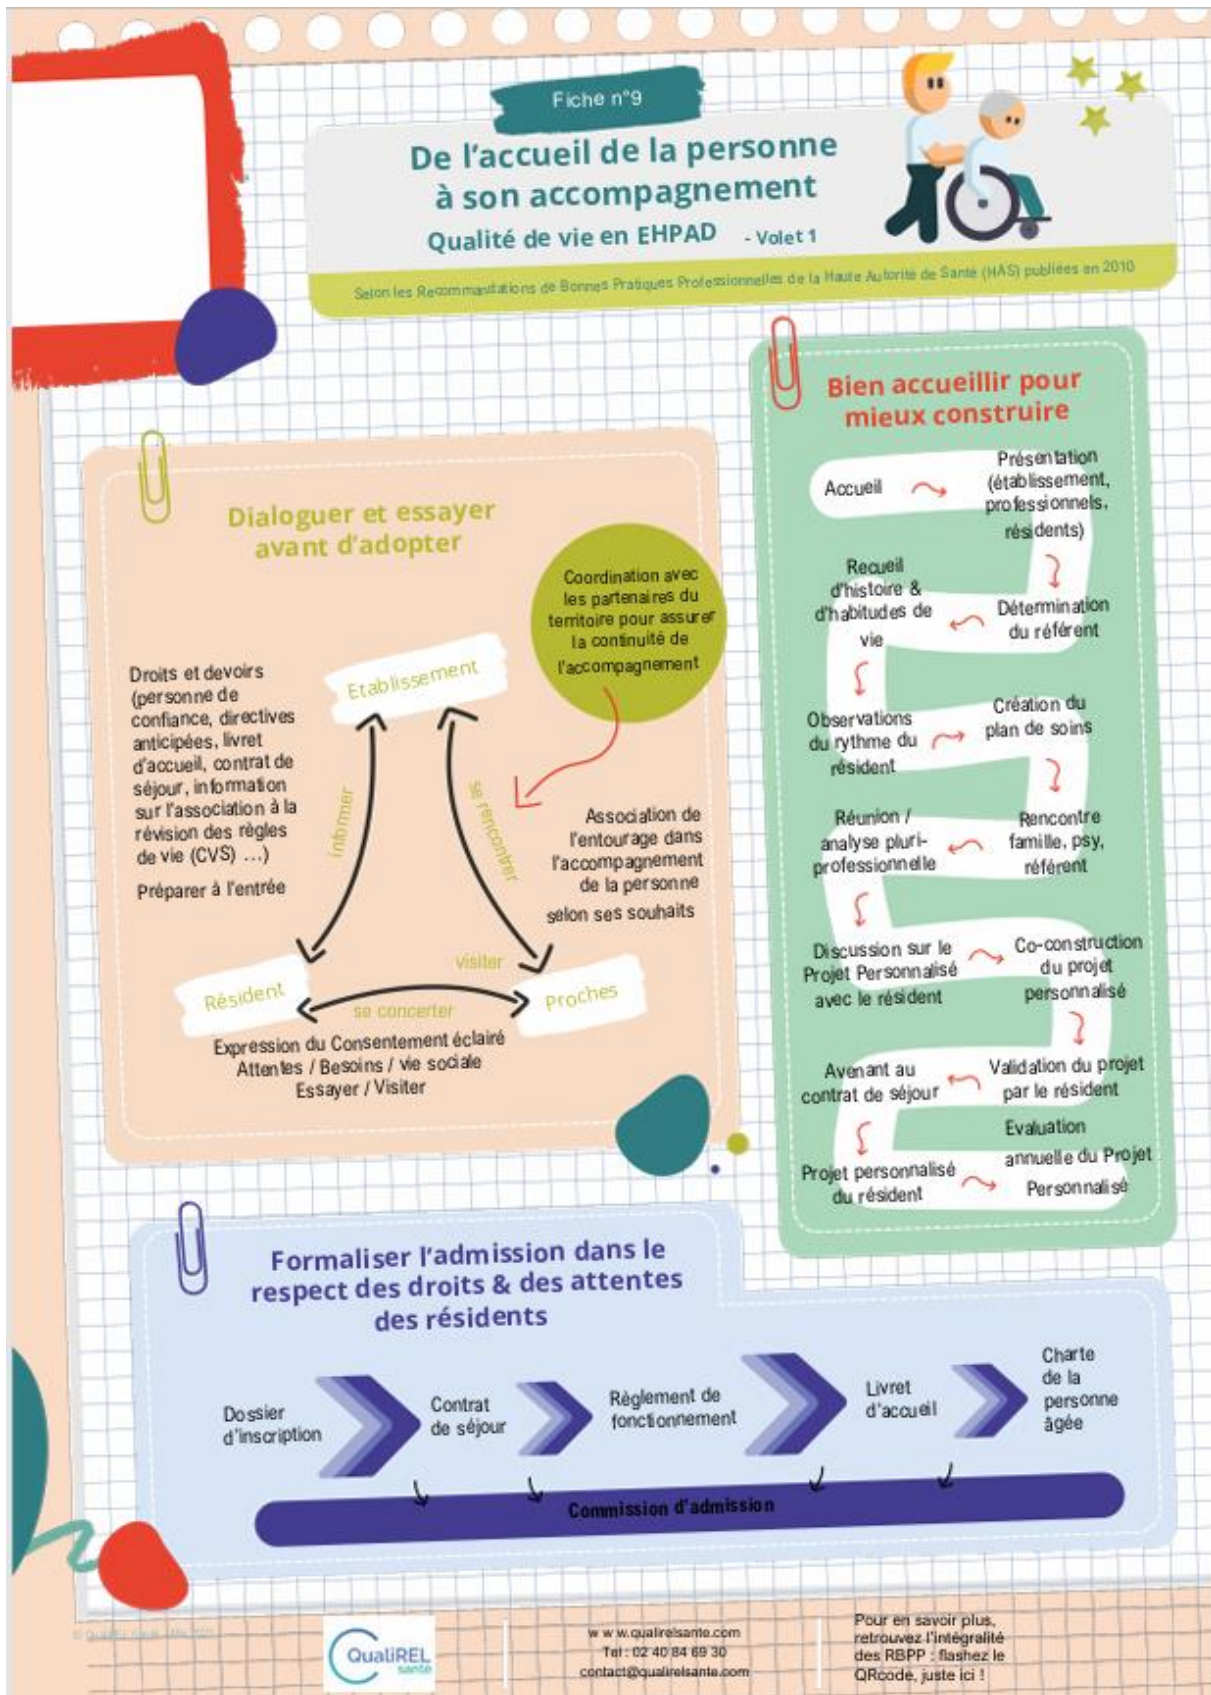 Fiche n°9
De l'accueil de la personne
à son accompagnement
Qualité de vie en EHPAD - Volet 1
Selon les Recommandations de Bonnes Pratiques Professionnelles de la Haute Autorité de Santé (HAS) publiées en 2010
Dialoguer et essayer
avant d'adopter
Coordination avec
les partenaires du
territoire pour assurer
la continuité de
l'accompagnement
Etablissement
Droits et devoirs
(personne de
confiance, directives
anticipées, livret
d'accueil, contrat de
séjour, information
sur l'association à la
révision des règles
de vie (CVS) ...)
Préparer à l'entrée
informer
se rencontrer
Association de
l'entourage dans
l'accompagnement
de la personne
selon ses souhaits
visiter
Résident
se concerter
Proches
Expression du Consentement éclairé
Attentes / Besoins / vie sociale
Essayer / Visiter
Bien accueillir pour
mieux construire
Accueil
Présentation
(établissement,
professionnels,
résidents)
Détermination
du référent
Recueil
d'histoire &
d'habitudes de
vie
Observations
du rythme du
résident
Création du
plan de soins
Rencontre
famille, psy,
référent
Réunion /
analyse pluri-
professionnelle
Discussion sur le
Projet Personnalisé
avec le résident
Co-construction
du projet
personnalisé
Validation du projet
par le résident
Avenant au
contrat de séjour
Projet personnalisé
du résident
Evaluation
annuelle du Projet
Personnalisé
Formaliser l'admission dans le
respect des droits & des attentes
des résidents
Dossier
d'inscription
Contrat
de séjour
Règlement de
fonctionnement
Livret
d'accueil
Charte
de la
personne
âgée
Commission d'admission
QualiREL
santé
w w w.qualirelsante.com
Tel : 02 40 84 69 30
contact@qualirelsante.com
Pour en savoir plus,
retrouvez l'intégralité
des RBPP : flashez le
QRcode, juste ici !